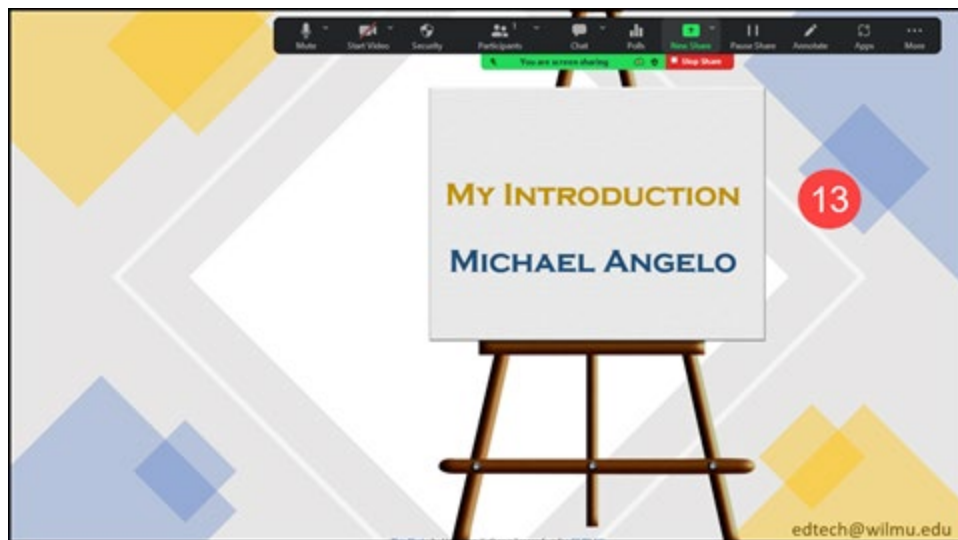 Mute Start Video Security Participants 1 Chat Polls New Share Pause Share Annotate Apps More
You are screen sharing Stop Share
MY INTRODUCTION
13
MICHAEL ANGELO
edtech@wilmu.edu